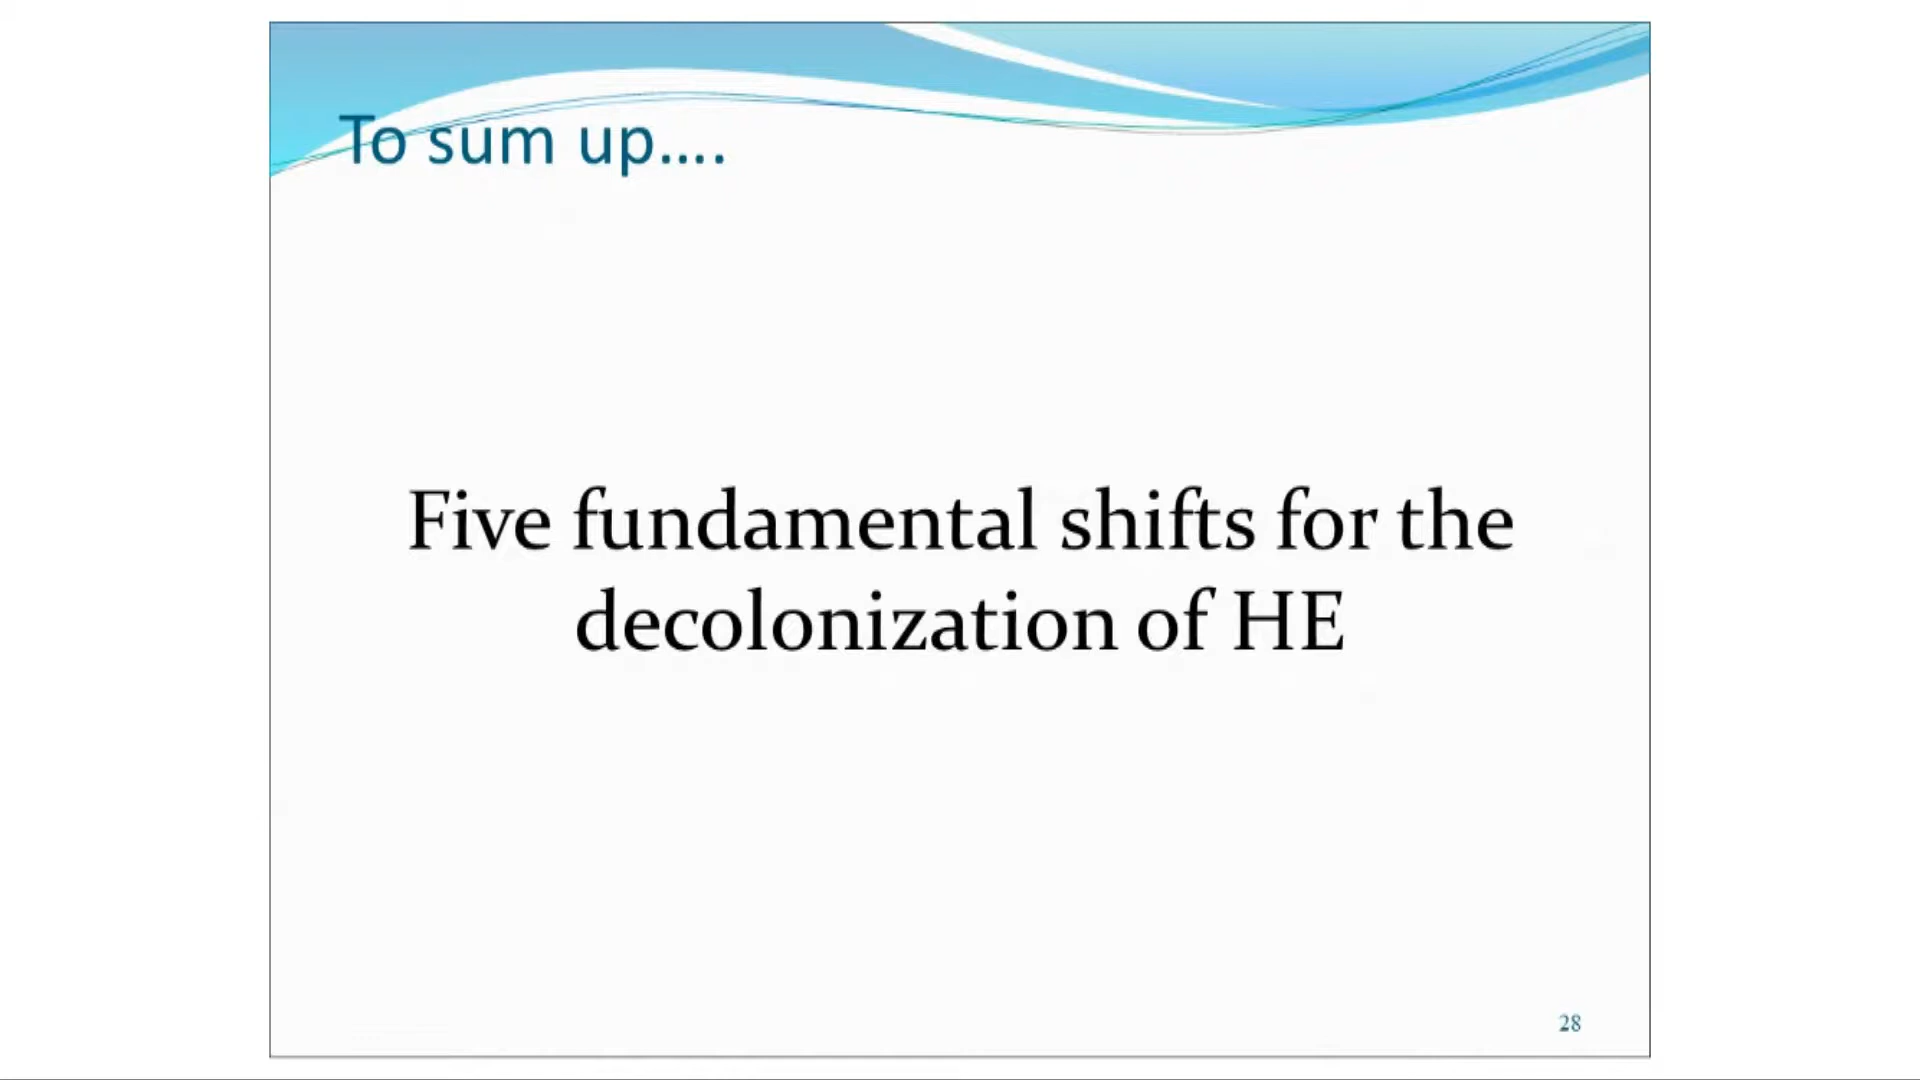 To sum up....
Five fundamental shifts for the
decolonization of HE
28